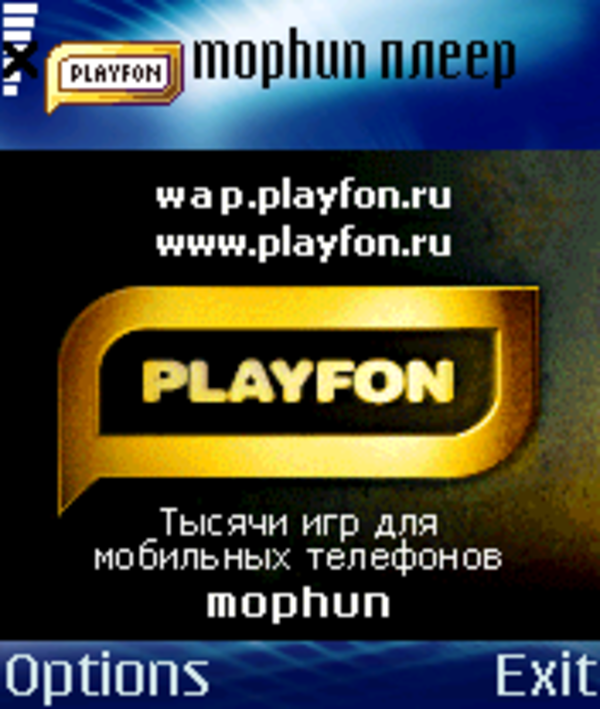 PLAYFON mophun плеер
wap.playfon.ru
www.playfon.ru
PLAYFON
Тысячи игр для
мобильных телефонов
mophun
Options Exit